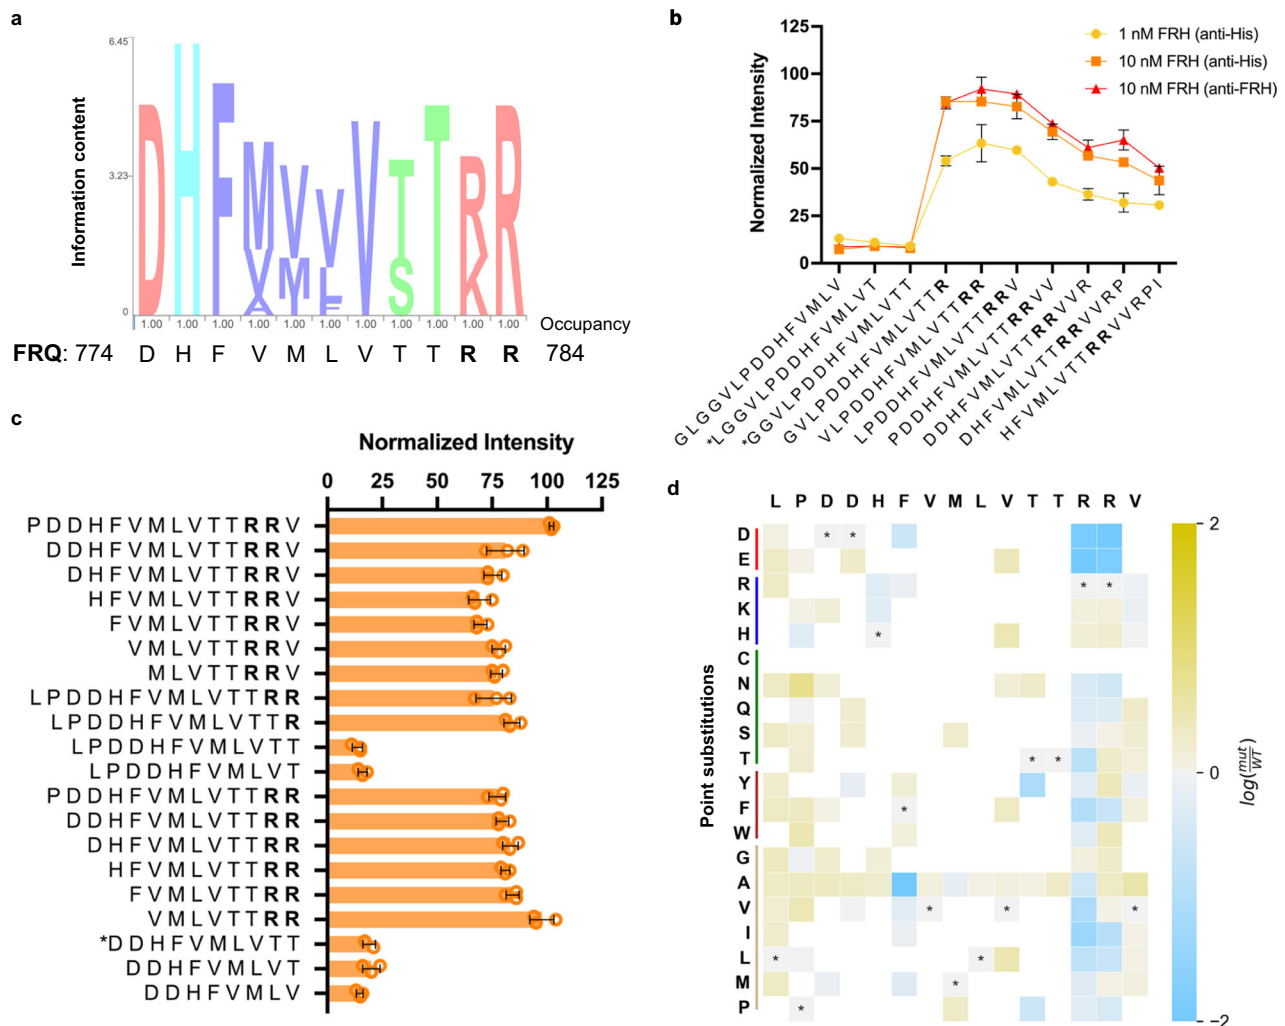 a
6.45
3.23
0
Information content
D H F M V V V T T R R
X M L S K
A F
1.00 1.00 1.00 1.00 1.00 1.00 1.00 1.00 1.00 1.00 1.00 Occupancy
FRQ: 774 D H F V M L V T T R R 784
b
125
100
75
50
25
0
Normalized Intensity
1 nM FRH (anti-His)
10 nM FRH (anti-His)
10 nM FRH (anti-FRH)
GLGGVLPDDHFVMLV
*LGGVLPDDHFVMLVT
*GGVLPDDHFVMLVTT
GVLPDDHFVMLVTTR
VLPDDHFVMLVTTRR
LPDDHFVMLVTTRRV
PDDHFVMLVTTRRVV
DDHFVMLVTTRRVVR
DHFVMLVTTRRVVRP
HFVMLVTTRRVVRPI
c
Normalized Intensity
0 25 50 75 100 125
PDDHFVMLVTTRRV
DDHFVMLVTTRRV
DHFVMLVTTRRV
HFVMLVTTRRV
FVMLVTTRRV
VMLVTTRRV
MLVTTRRV
LPDDHFVMLVTTRR
LPDDHFVMLVTTR
LPDDHFVMLVTT
LPDDHFVMLVT
PDDHFVMLVTTRR
DDHFVMLVTTRR
DHFVMLVTTRR
HFVMLVTTRR
FVMLVTTRR
VMLVTTRR
*DDHFVMLVTT
DDHFVMLVT
DDHFVMLV
d
L P D D H F V M L V T T R R V
Point substitutions
D * *
E
R * *
K
H *
C
N
Q
S
T * *
Y
F *
W
G
A
V * * *
I
L * *
M *
P *
2
0
−2
log(mut/WT)